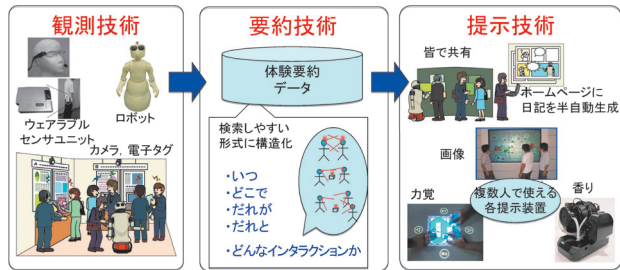 観測技術
ウェアラブル
センサユニット
ロボット
カメラ, 電子タグ
要約技術
体験要約
データ
検索しやすい
形式に構造化
・いつ
・どこで
・だれが
・だれと
・どんなインタラクションか
提示技術
皆で共有
ホームページに
日記を半自動生成
画像
力覚
複数人で使える
各提示装置
香り